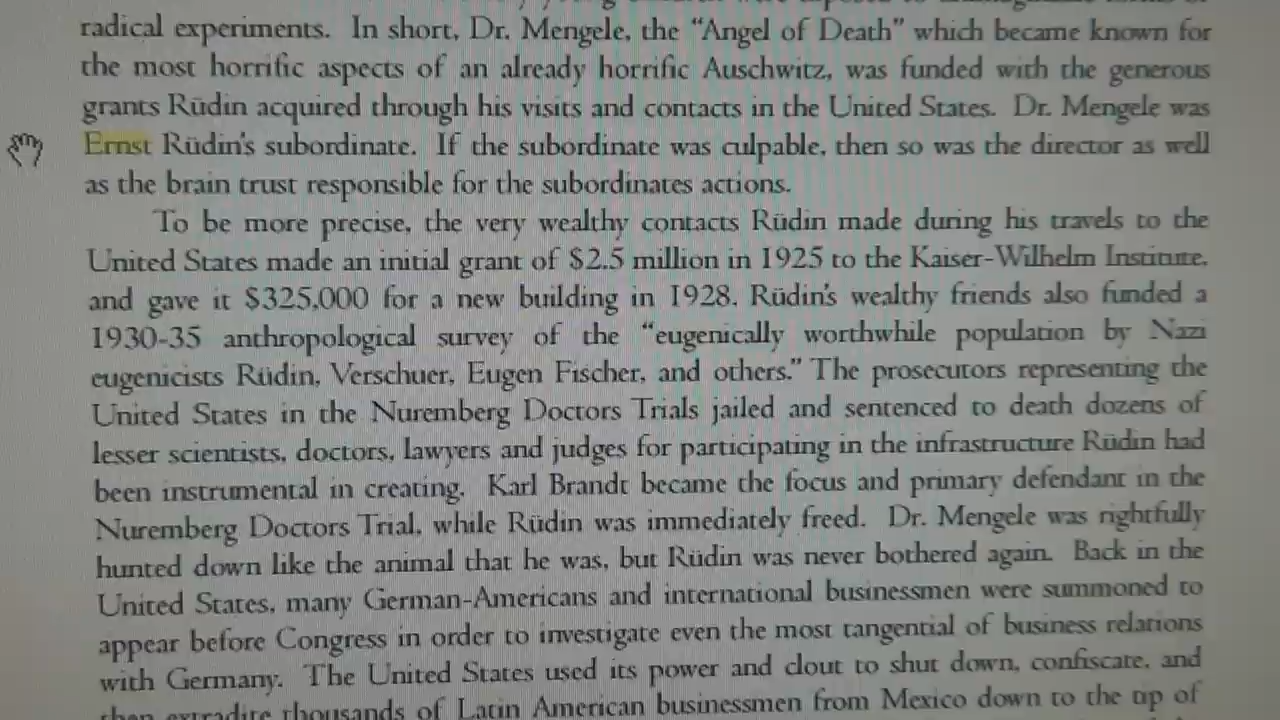 radical experiments. In short, Dr. Mengele, the “Angel of Death” which became known for
the most horrific aspects of an already horrific Auschwitz, was funded with the generous
grants Rüdin acquired through his visits and contacts in the United States. Dr. Mengele was
Ernst Rüdin's subordinate. If the subordinate was culpable, then so was the director as well
as the brain trust responsible for the subordinates actions.
To be more precise, the very wealthy contacts Rüdin made during his travels to the
United States made an initial grant of $2.5 million in 1925 to the Kaiser-Wilhelm Institute,
and gave it $325,000 for a new building in 1928. Rüdin's wealthy friends also funded a
1930-35 anthropological survey of the “eugenically worthwhile population by Nazi
eugenicists Rüdin, Verschuer, Eugen Fischer, and others.” The prosecutors representing the
United States in the Nuremberg Doctors Trials jailed and sentenced to death dozens of
lesser scientists, doctors, lawyers and judges for participating in the infrastructure Rüdin had
been instrumental in creating. Karl Brandt became the focus and primary defendant in the
Nuremberg Doctors Trial, while Rüdin was immediately freed. Dr. Mengele was rightfully
hunted down like the animal that he was, but Rüdin was never bothered again. Back in the
United States, many German-Americans and international businessmen were summoned to
appear before Congress in order to investigate even the most tangential of business relations
with Germany. The United States used its power and clout to shut down, confiscate, and
then extradite thousands of Latin American businessmen from Mexico down to the tip of